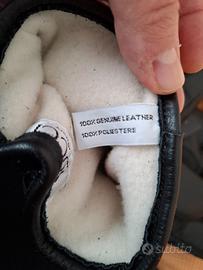 100% GENUINE LEATHER
100% POLIESTERE
subito